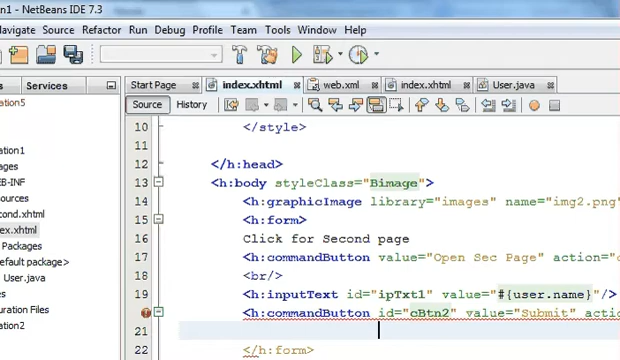 n1 - NetBeans IDE 7.3
Navigate Source Refactor Run Debug Profile Team Tools Window Help
s Services Start Page index.xhtml web.xml index.xhtml User.java
Source History
ation5
ation1
ages
EB-INF
ources
cond.xhtml
ex.xhtml
Packages
efault package>
User.java
es
uration Files
ation2
10 </style>
11
12 </h:head>
13 <h:body styleClass="Bimage">
14 <h:graphicImage library="images" name="img2.png"
15 <h:form>
16 Click for Second page
17 <h:commandButton value="Open Sec Page" action="
18 <br/>
19 <h:inputText id="ipTxt1" value="#{user.name}"/>
<h:commandButton id="cBtn2" value="Submit" actio
21
22 </h:form>